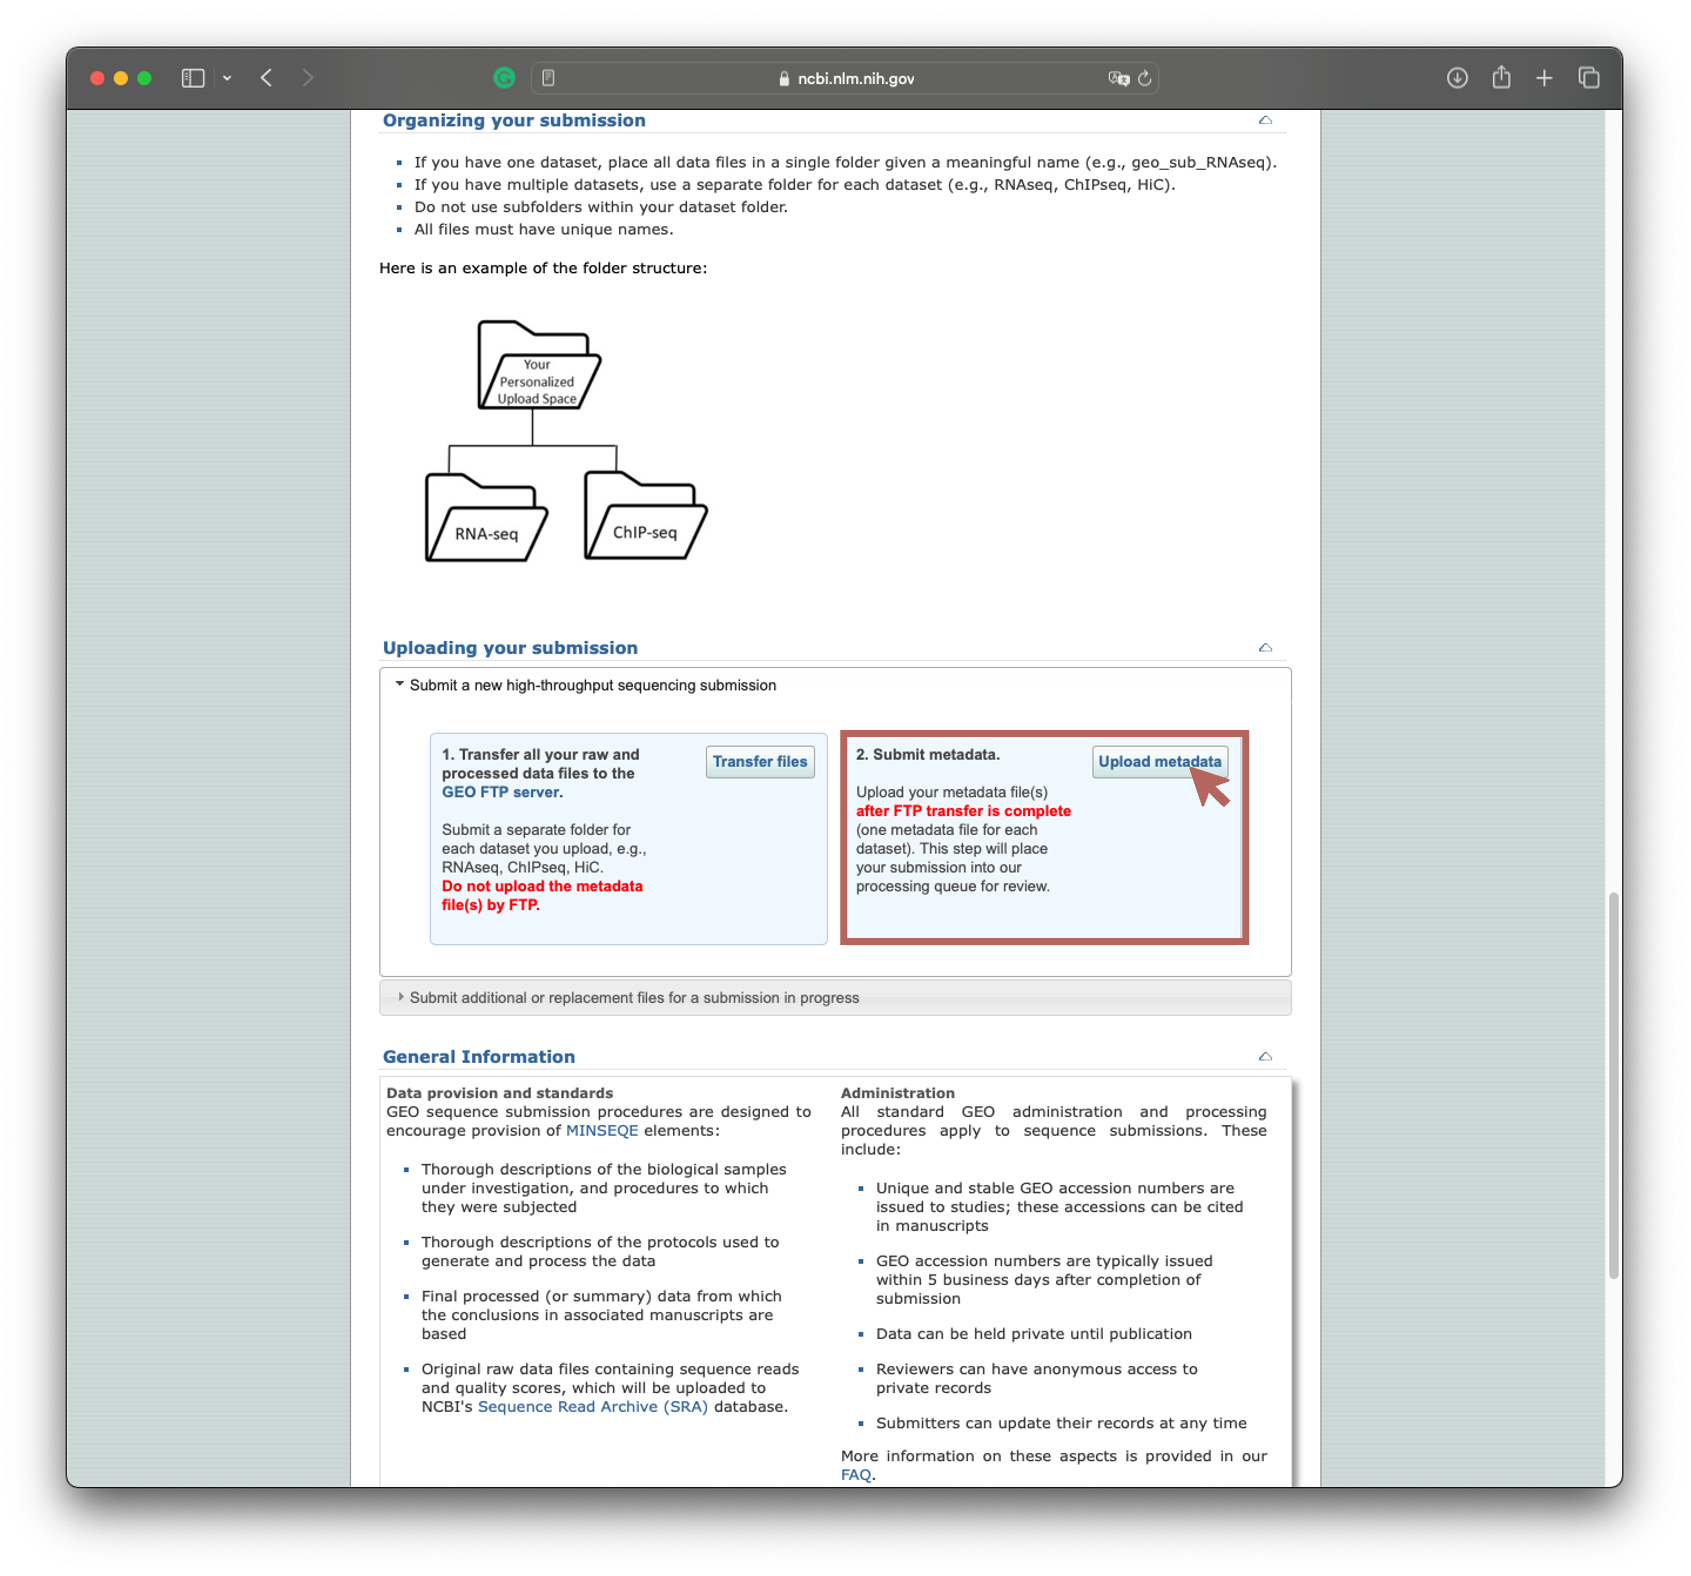 ncbi.nlm.nih.gov
Organizing your submission
If you have one dataset, place all data files in a single folder given a meaningful name (e.g., geo_sub_RNAseq).
If you have multiple datasets, use a separate folder for each dataset (e.g., RNAseq, ChIPseq, HiC).
Do not use subfolders within your dataset folder.
All files must have unique names.
Here is an example of the folder structure:
Your
Personalized
Upload Space
RNA-seq
ChIP-seq
Uploading your submission
Submit a new high-throughput sequencing submission
1. Transfer all your raw and
processed data files to the
GEO FTP server.
Transfer files
Submit a separate folder for
each dataset you upload, e.g.,
RNAseq, ChIPseq, HiC.
Do not upload the metadata
file(s) by FTP.
2. Submit metadata.
Upload metadata
Upload your metadata file(s)
after FTP transfer is complete
(one metadata file for each
dataset). This step will place
your submission into our
processing queue for review.
Submit additional or replacement files for a submission in progress
General Information
Data provision and standards
GEO sequence submission procedures are designed to
encourage provision of MINSEQE elements:
Thorough descriptions of the biological samples
under investigation, and procedures to which
they were subjected
Thorough descriptions of the protocols used to
generate and process the data
Final processed (or summary) data from which
the conclusions in associated manuscripts are
based
Original raw data files containing sequence reads
and quality scores, which will be uploaded to
NCBI's Sequence Read Archive (SRA) database.
Administration
All standard GEO administration and processing
procedures apply to sequence submissions. These
include:
Unique and stable GEO accession numbers are
issued to studies; these accessions can be cited
in manuscripts
GEO accession numbers are typically issued
within 5 business days after completion of
submission
Data can be held private until publication
Reviewers can have anonymous access to
private records
Submitters can update their records at any time
More information on these aspects is provided in our
FAQ.